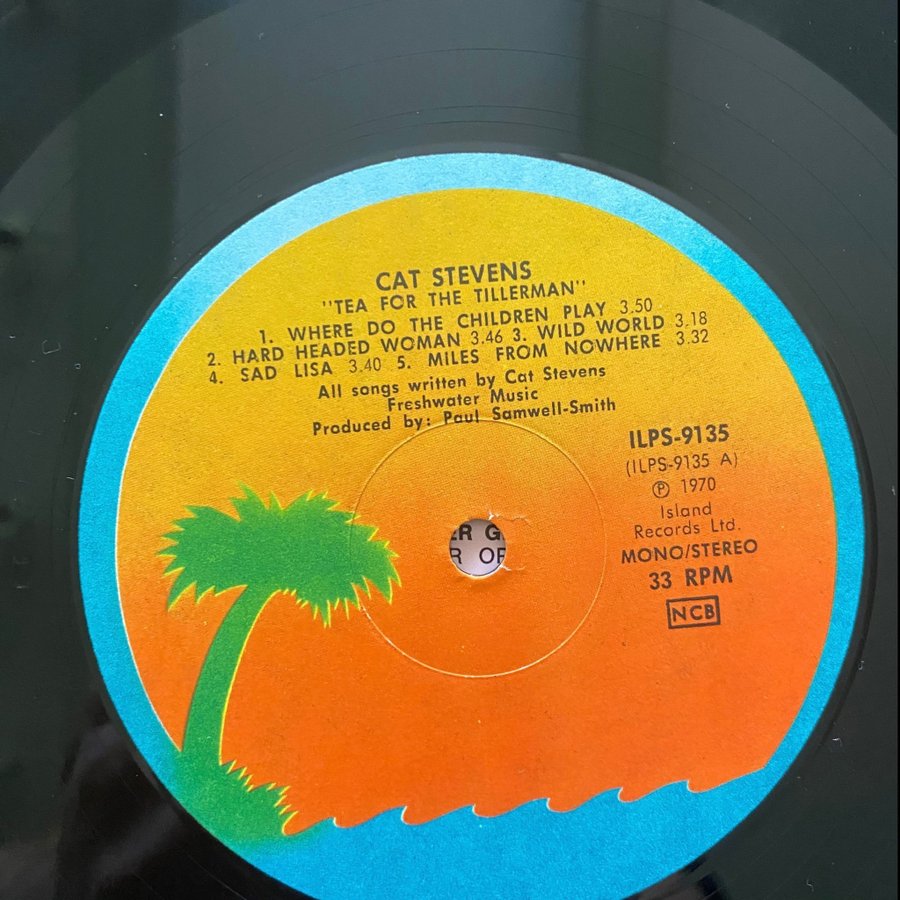 CAT STEVENS
"TEA FOR THE TILLERMAN"
1. WHERE DO THE CHILDREN PLAY 3.50
2. HARD HEADED WOMAN 3.46 3. WILD WORLD 3.18
4. SAD LISA 3.40 5. MILES FROM NOWHERE 3.32
All songs written by Cat Stevens
Freshwater Music
Produced by: Paul Samwell-Smith
ILPS-9135
(ILPS-9135 A)
Ⓟ 1970
Island
Records Ltd.
MONO/STEREO
33 RPM
NCB